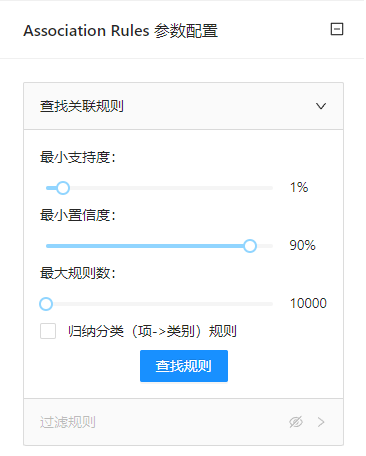 Association Rules 参数配置
查找关联规则
最小支持度：
1%
最小置信度：
90%
最大规则数：
10000
归纳分类（项->类别）规则
查找规则
过滤规则